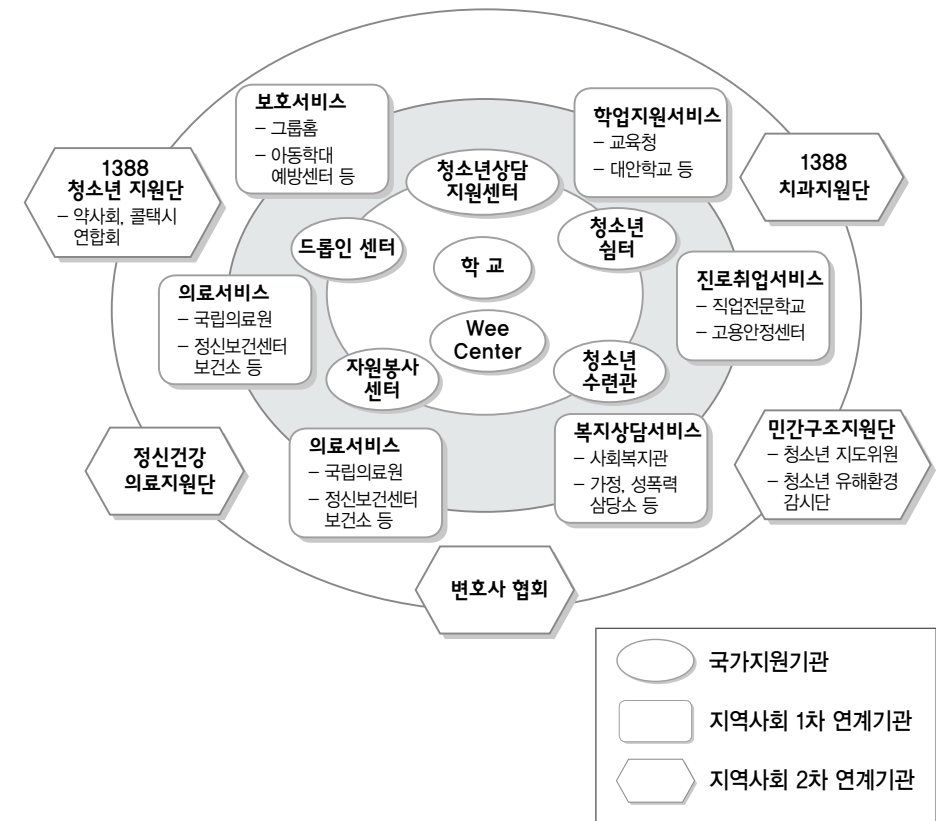 보호서비스
– 그룹홈
– 아동학대
예방센터 등
학업지원서비스
– 교육청
– 대안학교 등
1388
청소년 지원단
– 약사회, 콜택시
연합회
청소년상담
지원센터
1388
치과지원단
드롭인 센터
학 교
청소년
쉼터
의료서비스
– 국립의료원
– 정신보건센터
보건소 등
Wee
Center
진로취업서비스
– 직업전문학교
– 고용안정센터
자원봉사
센터
청소년
수련관
정신건강
의료지원단
의료서비스
– 국립의료원
– 정신보건센터
보건소 등
복지상담서비스
– 사회복지관
– 가정, 성폭력
삼당소 등
민간구조지원단
– 청소년 지도위원
– 청소년 유해환경
감시단
변호사 협회
국가지원기관
지역사회 1차 연계기관
지역사회 2차 연계기관